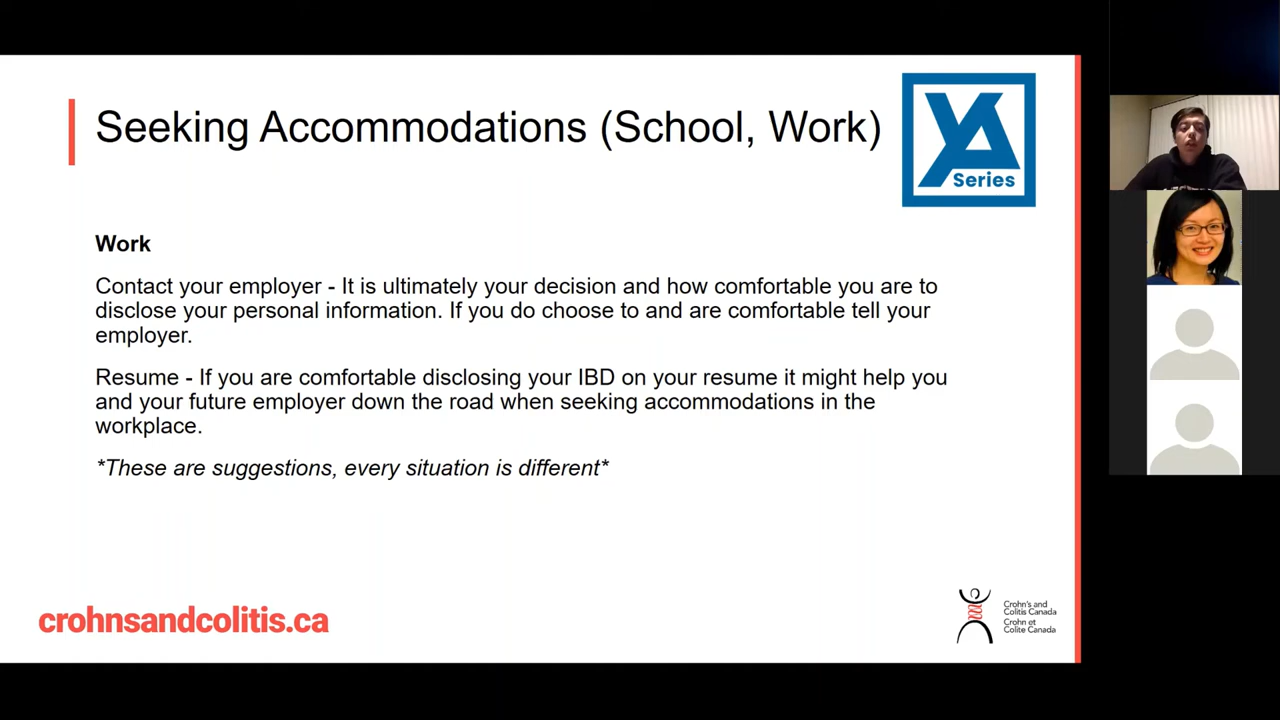 Seeking Accommodations (School, Work)
YA
Series
Work
Contact your employer - It is ultimately your decision and how comfortable you are to
disclose your personal information. If you do choose to and are comfortable tell your
employer.
Resume - If you are comfortable disclosing your IBD on your resume it might help you
and your future employer down the road when seeking accommodations in the
workplace.
*These are suggestions, every situation is different*
crohnsandcolitis.ca
Crohn's and
Colitis Canada
Crohn et
Colite Canada